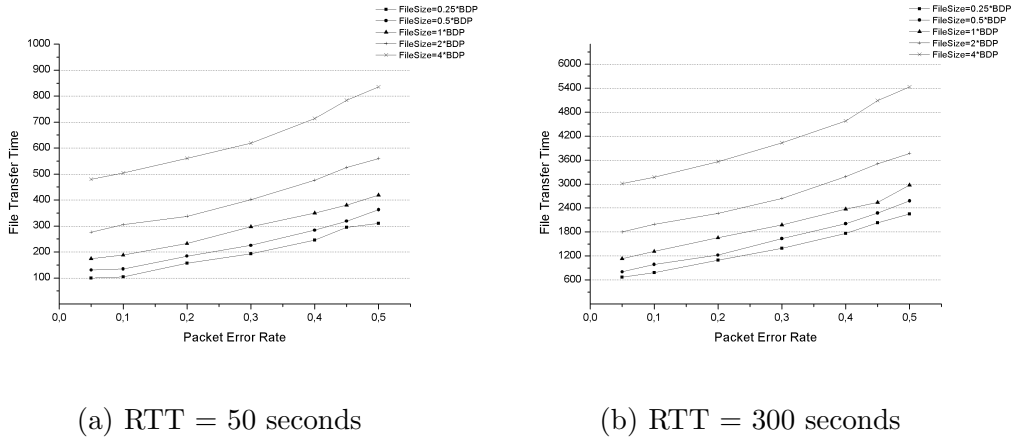 FileSize=0.25*BDP
FileSize=0.5*BDP
FileSize=1*BDP
FileSize=2*BDP
FileSize=4*BDP
1000
900
800
700
600
500
400
300
200
100
File Transfer Time
0,0 0,1 0,2 0,3 0,4 0,5
Packet Error Rate
(a) RTT = 50 seconds
FileSize=0.25*BDP
FileSize=0.5*BDP
FileSize=1*BDP
FileSize=2*BDP
FileSize=4*BDP
6000
5400
4800
4200
3600
3000
2400
1800
1200
600
File Transfer Time
0,0 0,1 0,2 0,3 0,4 0,5
Packet Error Rate
(b) RTT = 300 seconds